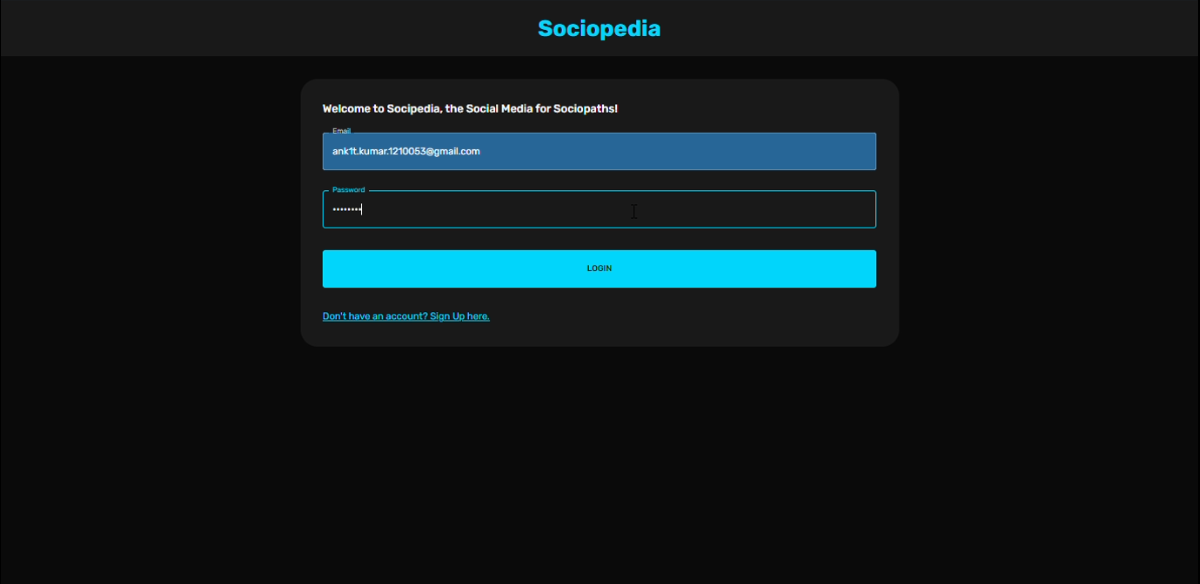 Sociopedia
Welcome to Socipedia, the Social Media for Sociopaths!
Email
ank1t.kumar.1210053@gmail.com
Password
••••••••
LOGIN
Don't have an account? Sign Up here.